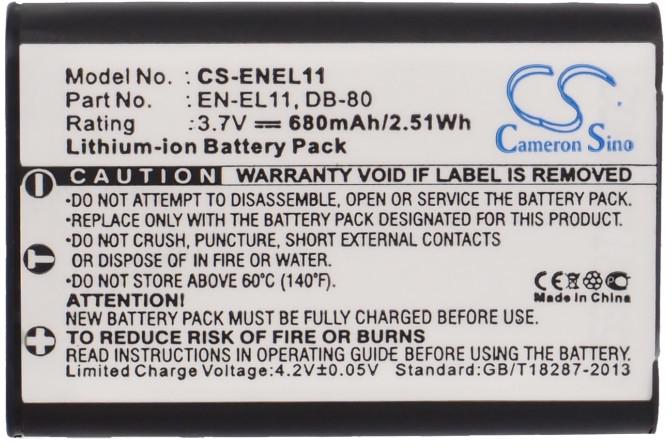 Model No. : CS-ENEL11
Part No. : EN-EL11, DB-80
Rating :3.7V ⎓ 680mAh/2.51Wh
Lithium-ion Battery Pack
CS
Cameron Sino
CAUTION WARRANTY VOID IF LABEL IS REMOVED
•DO NOT ATTEMPT TO DISASSEMBLE, OPEN OR SERVICE THE BATTERY PACK.
•REPLACE ONLY WITH THE BATTERY PACK DESIGNATED FOR THIS PRODUCT.
•DO NOT CRUSH, PUNCTURE, SHORT EXTERNAL CONTACTS
OR DISPOSE OF IN FIRE OR WATER.
•DO NOT STORE ABOVE 60°C (140°F).
CE
Made in China
ATTENTION!
NEW BATTERY PACK MUST BE FULLY CHARGED BEFORE USE.
TO REDUCE RISK OF FIRE OR BURNS
READ INSTRUCTIONS IN BATTERY, OPERATING GUIDE BEFORE USE
Limited Charge Voltage:4.2V±0.05V Standard:GB/T18287-2013
I
T
+